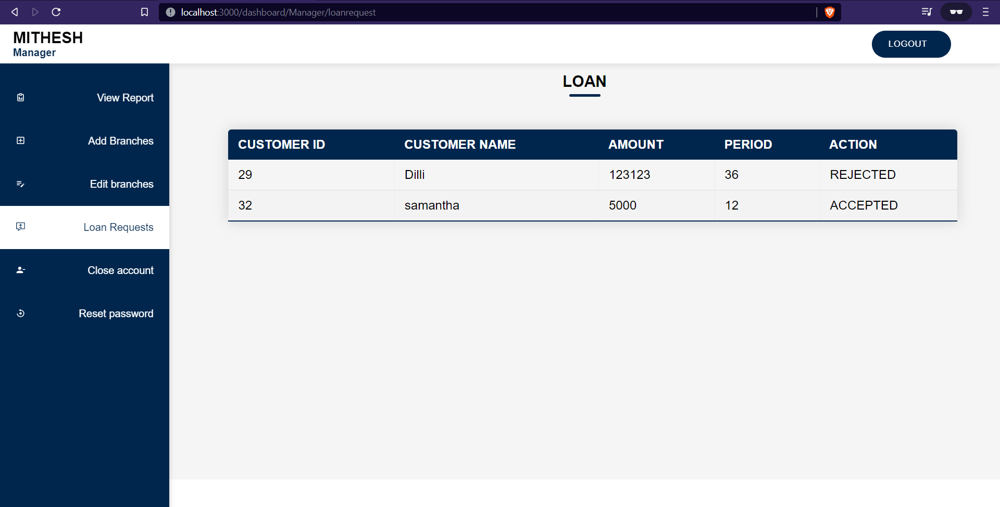 localhost:3000/dashboard/Manager/loanrequest
MITHESH
Manager
LOGOUT
View Report
Add Branches
Edit branches
Loan Requests
Close account
Reset password
LOAN
CUSTOMER ID CUSTOMER NAME AMOUNT PERIOD ACTION
29 Dilli 123123 36 REJECTED
32 samantha 5000 12 ACCEPTED